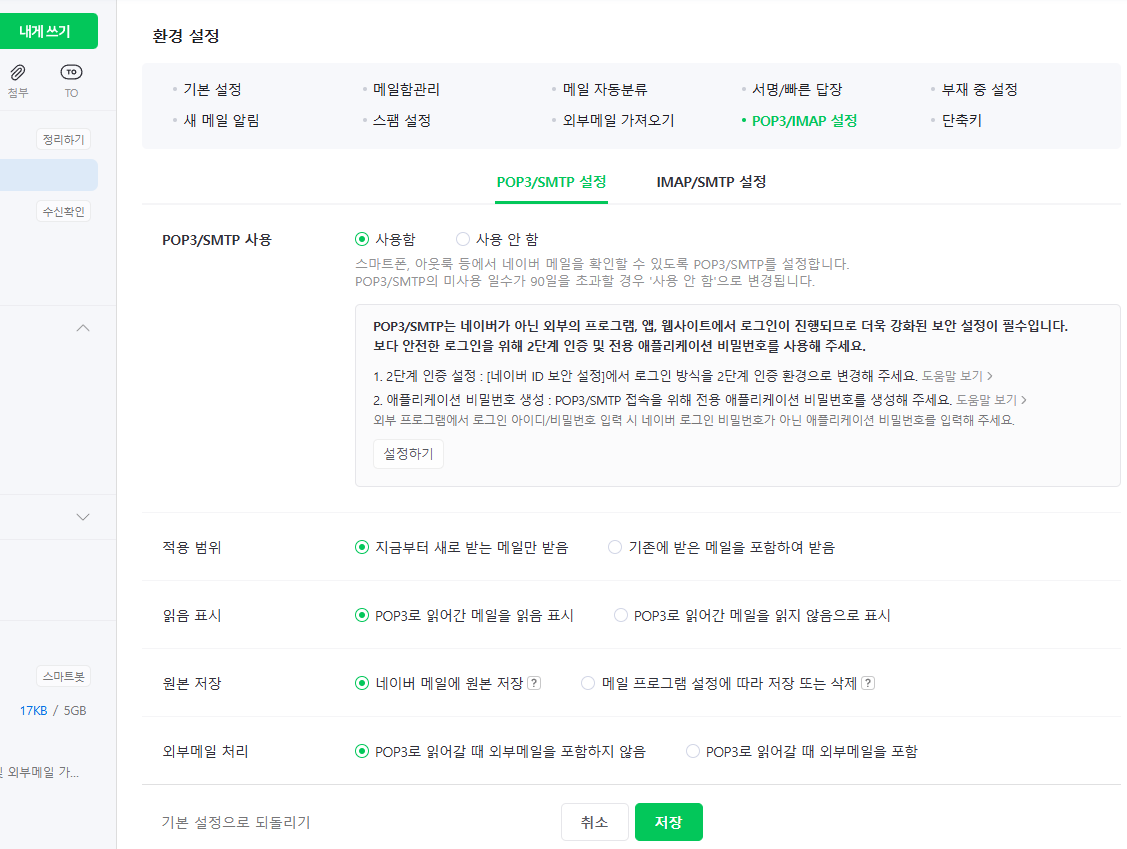 내게 쓰기
첨부
TO
TO
정리하기
수신확인
스마트봇
17KB / 5GB
외부메일 가...
환경 설정
기본 설정
메일함관리
메일 자동분류
서명/빠른 답장
부재 중 설정
새 메일 알림
스팸 설정
외부메일 가져오기
POP3/IMAP 설정
단축키
POP3/SMTP 설정
IMAP/SMTP 설정
POP3/SMTP 사용
사용함
사용 안 함
스마트폰, 아웃룩 등에서 네이버 메일을 확인할 수 있도록 POP3/SMTP를 설정합니다.
POP3/SMTP의 미사용 일수가 90일을 초과할 경우 '사용 안 함'으로 변경됩니다.
POP3/SMTP는 네이버가 아닌 외부의 프로그램, 앱, 웹사이트에서 로그인이 진행되므로 더욱 강화된 보안 설정이 필수입니다.
보다 안전한 로그인을 위해 2단계 인증 및 전용 애플리케이션 비밀번호를 사용해 주세요.
1. 2단계 인증 설정 : [네이버 ID 보안 설정]에서 로그인 방식을 2단계 인증 환경으로 변경해 주세요. 도움말 보기 >
2. 애플리케이션 비밀번호 생성 : POP3/SMTP 접속을 위해 전용 애플리케이션 비밀번호를 생성해 주세요. 도움말 보기 >
외부 프로그램에서 로그인 아이디/비밀번호 입력 시 네이버 로그인 비밀번호가 아닌 애플리케이션 비밀번호를 입력해 주세요.
설정하기
적용 범위
지금부터 새로 받는 메일만 받음
기존에 받은 메일을 포함하여 받음
읽음 표시
POP3로 읽어간 메일을 읽음 표시
POP3로 읽어간 메일을 읽지 않음으로 표시
원본 저장
네이버 메일에 원본 저장 ?
메일 프로그램 설정에 따라 저장 또는 삭제 ?
외부메일 처리
POP3로 읽어갈 때 외부메일을 포함하지 않음
POP3로 읽어갈 때 외부메일을 포함
기본 설정으로 되돌리기
취소
저장